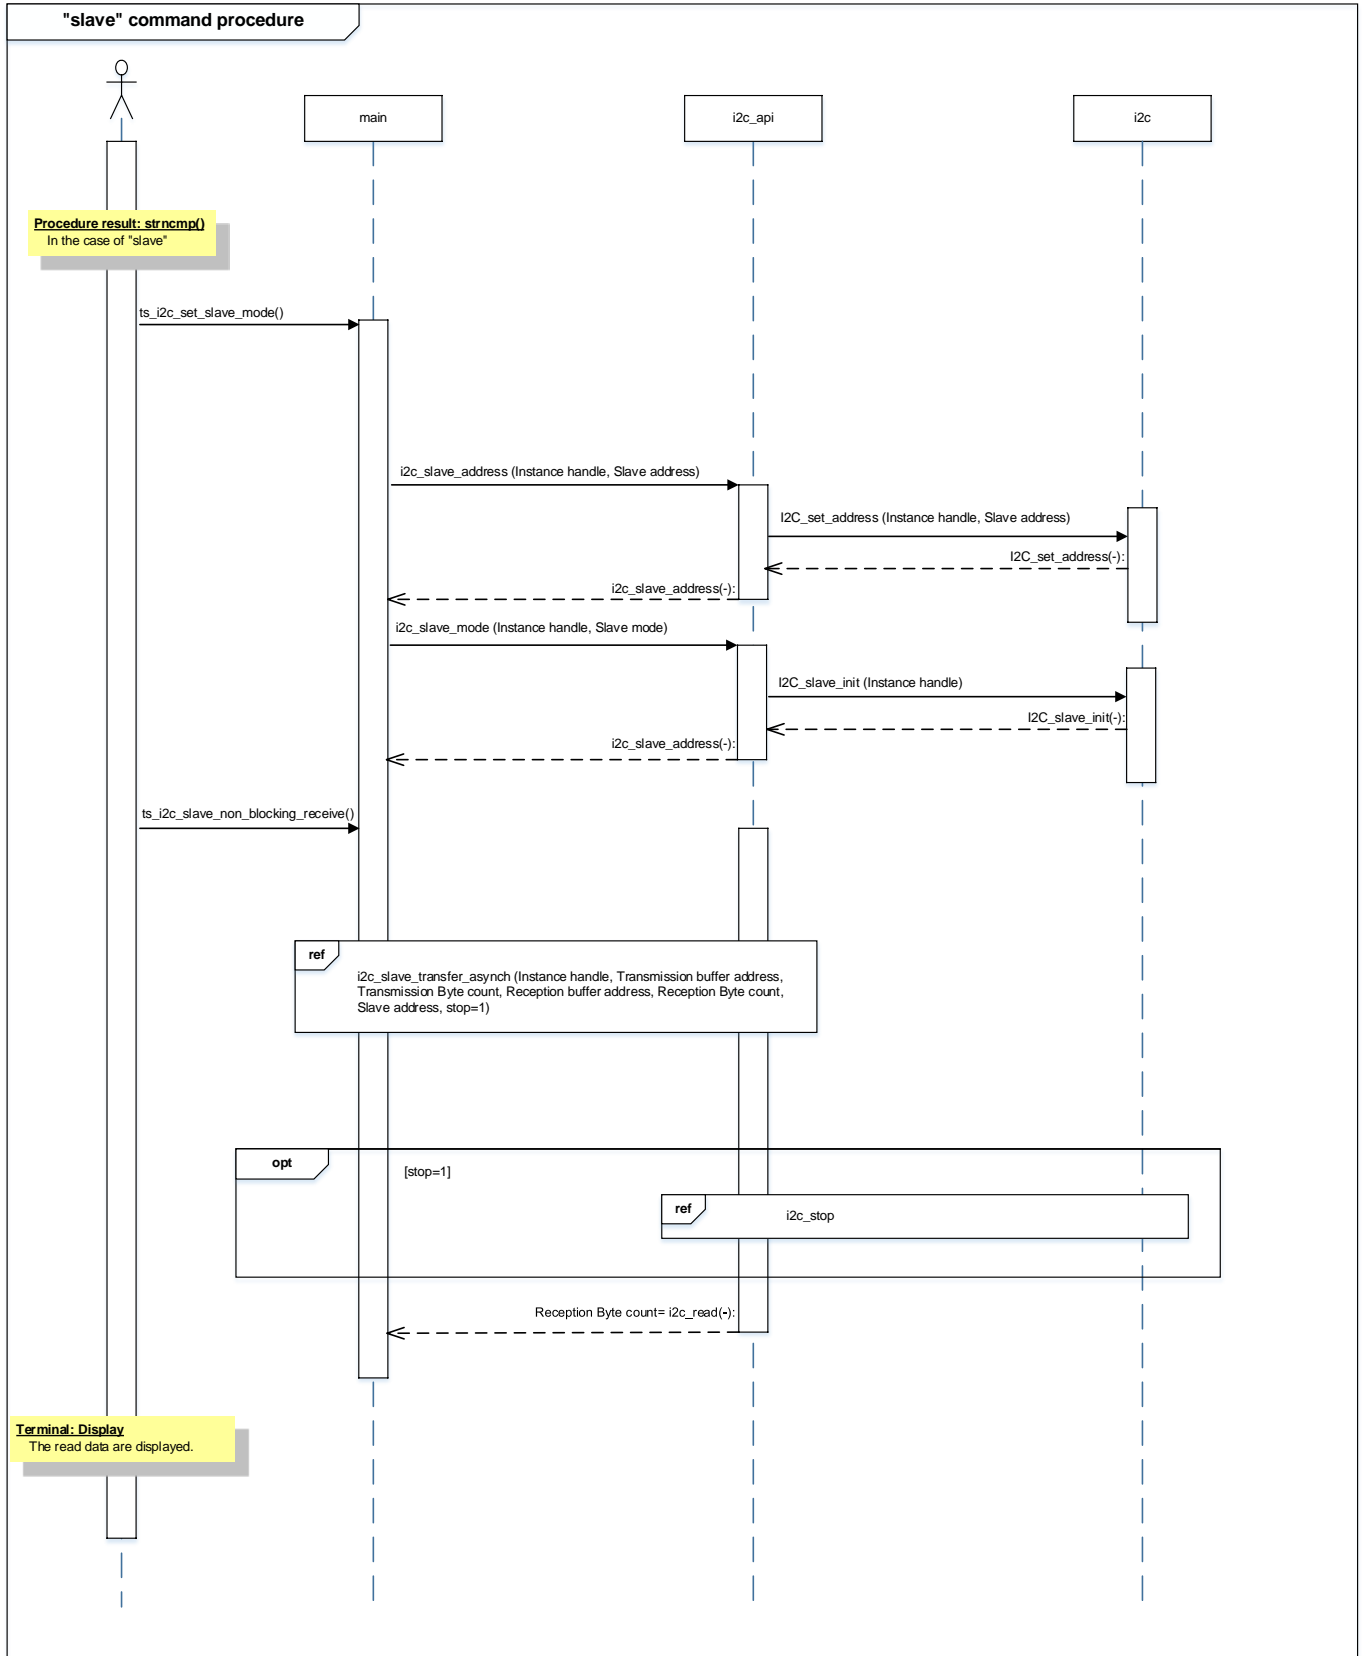 "slave" command procedure
main
i2c_api
i2c
Procedure result: strncmp()
In the case of "slave"
ts_i2c_set_slave_mode()
i2c_slave_address (Instance handle, Slave address)
I2C_set_address (Instance handle, Slave address)
I2C_set_address(-):
i2c_slave_address(-):
i2c_slave_mode (Instance handle, Slave mode)
I2C_slave_init (Instance handle)
I2C_slave_init(-):
i2c_slave_address(-):
ts_i2c_slave_non_blocking_receive()
ref
i2c_slave_transfer_asynch (Instance handle, Transmission buffer address,
Transmission Byte count, Reception buffer address, Reception Byte count,
Slave address, stop=1)
opt
[stop=1]
ref
i2c_stop
Reception Byte count= i2c_read(-):
Terminal: Display
The read data are displayed.